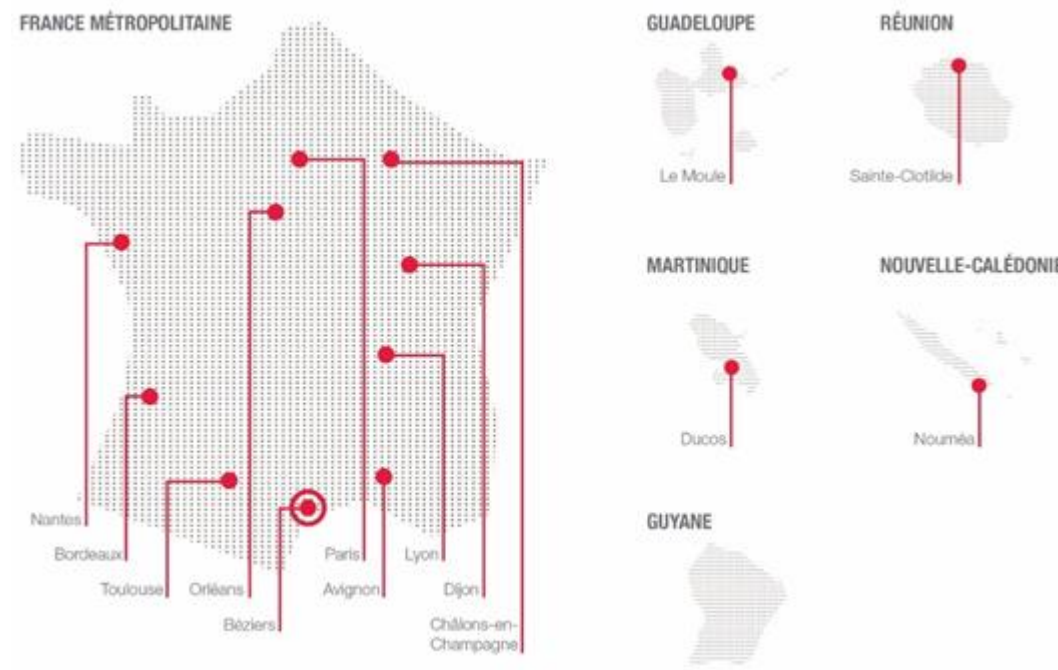 FRANCE MÉTROPOLITAINE
GUADELOUPE
RÉUNION
Le Moule
Sainte-Clotilde
MARTINIQUE
NOUVELLE-CALÉDONIE
Ducos
Nouméa
Nantes
Bordeaux
Paris
Lyon
Toulouse
Orléans
Avignon
Dijon
Béziers
Châlons-en-
Champagne
GUYANE